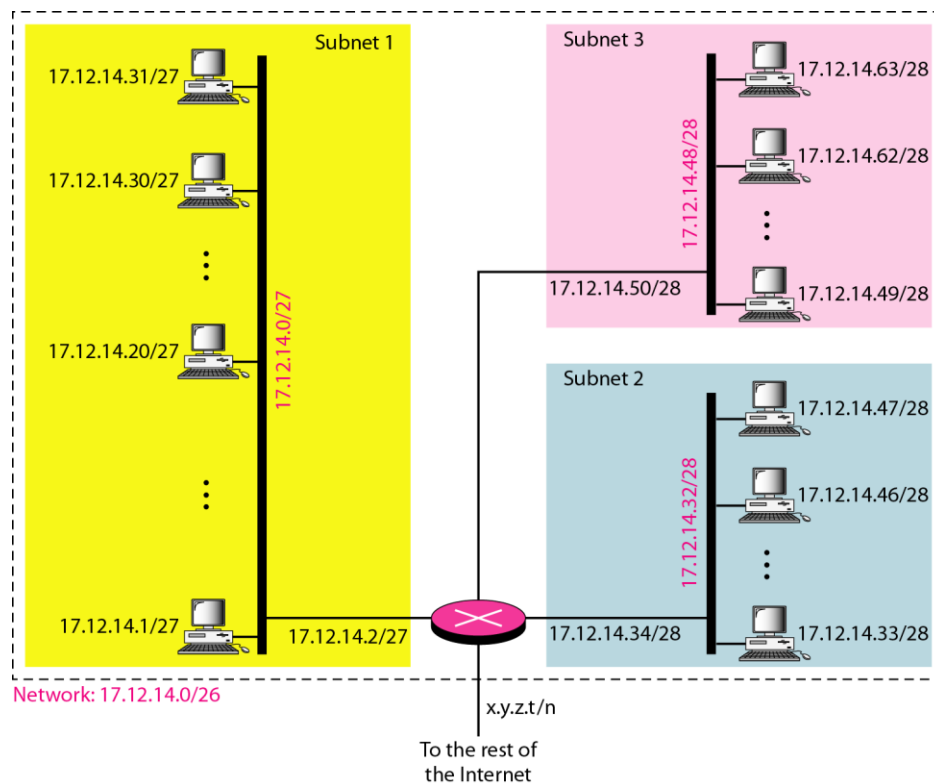 Subnet 1
17.12.14.31/27
17.12.14.30/27
17.12.14.20/27
17.12.14.0/27
17.12.14.1/27
17.12.14.2/27
Subnet 3
17.12.14.63/28
17.12.14.62/28
17.12.14.48/28
17.12.14.49/28
17.12.14.50/28
Subnet 2
17.12.14.47/28
17.12.14.46/28
17.12.14.32/28
17.12.14.33/28
17.12.14.34/28
Network: 17.12.14.0/26
x.y.z.t/n
To the rest of
the Internet